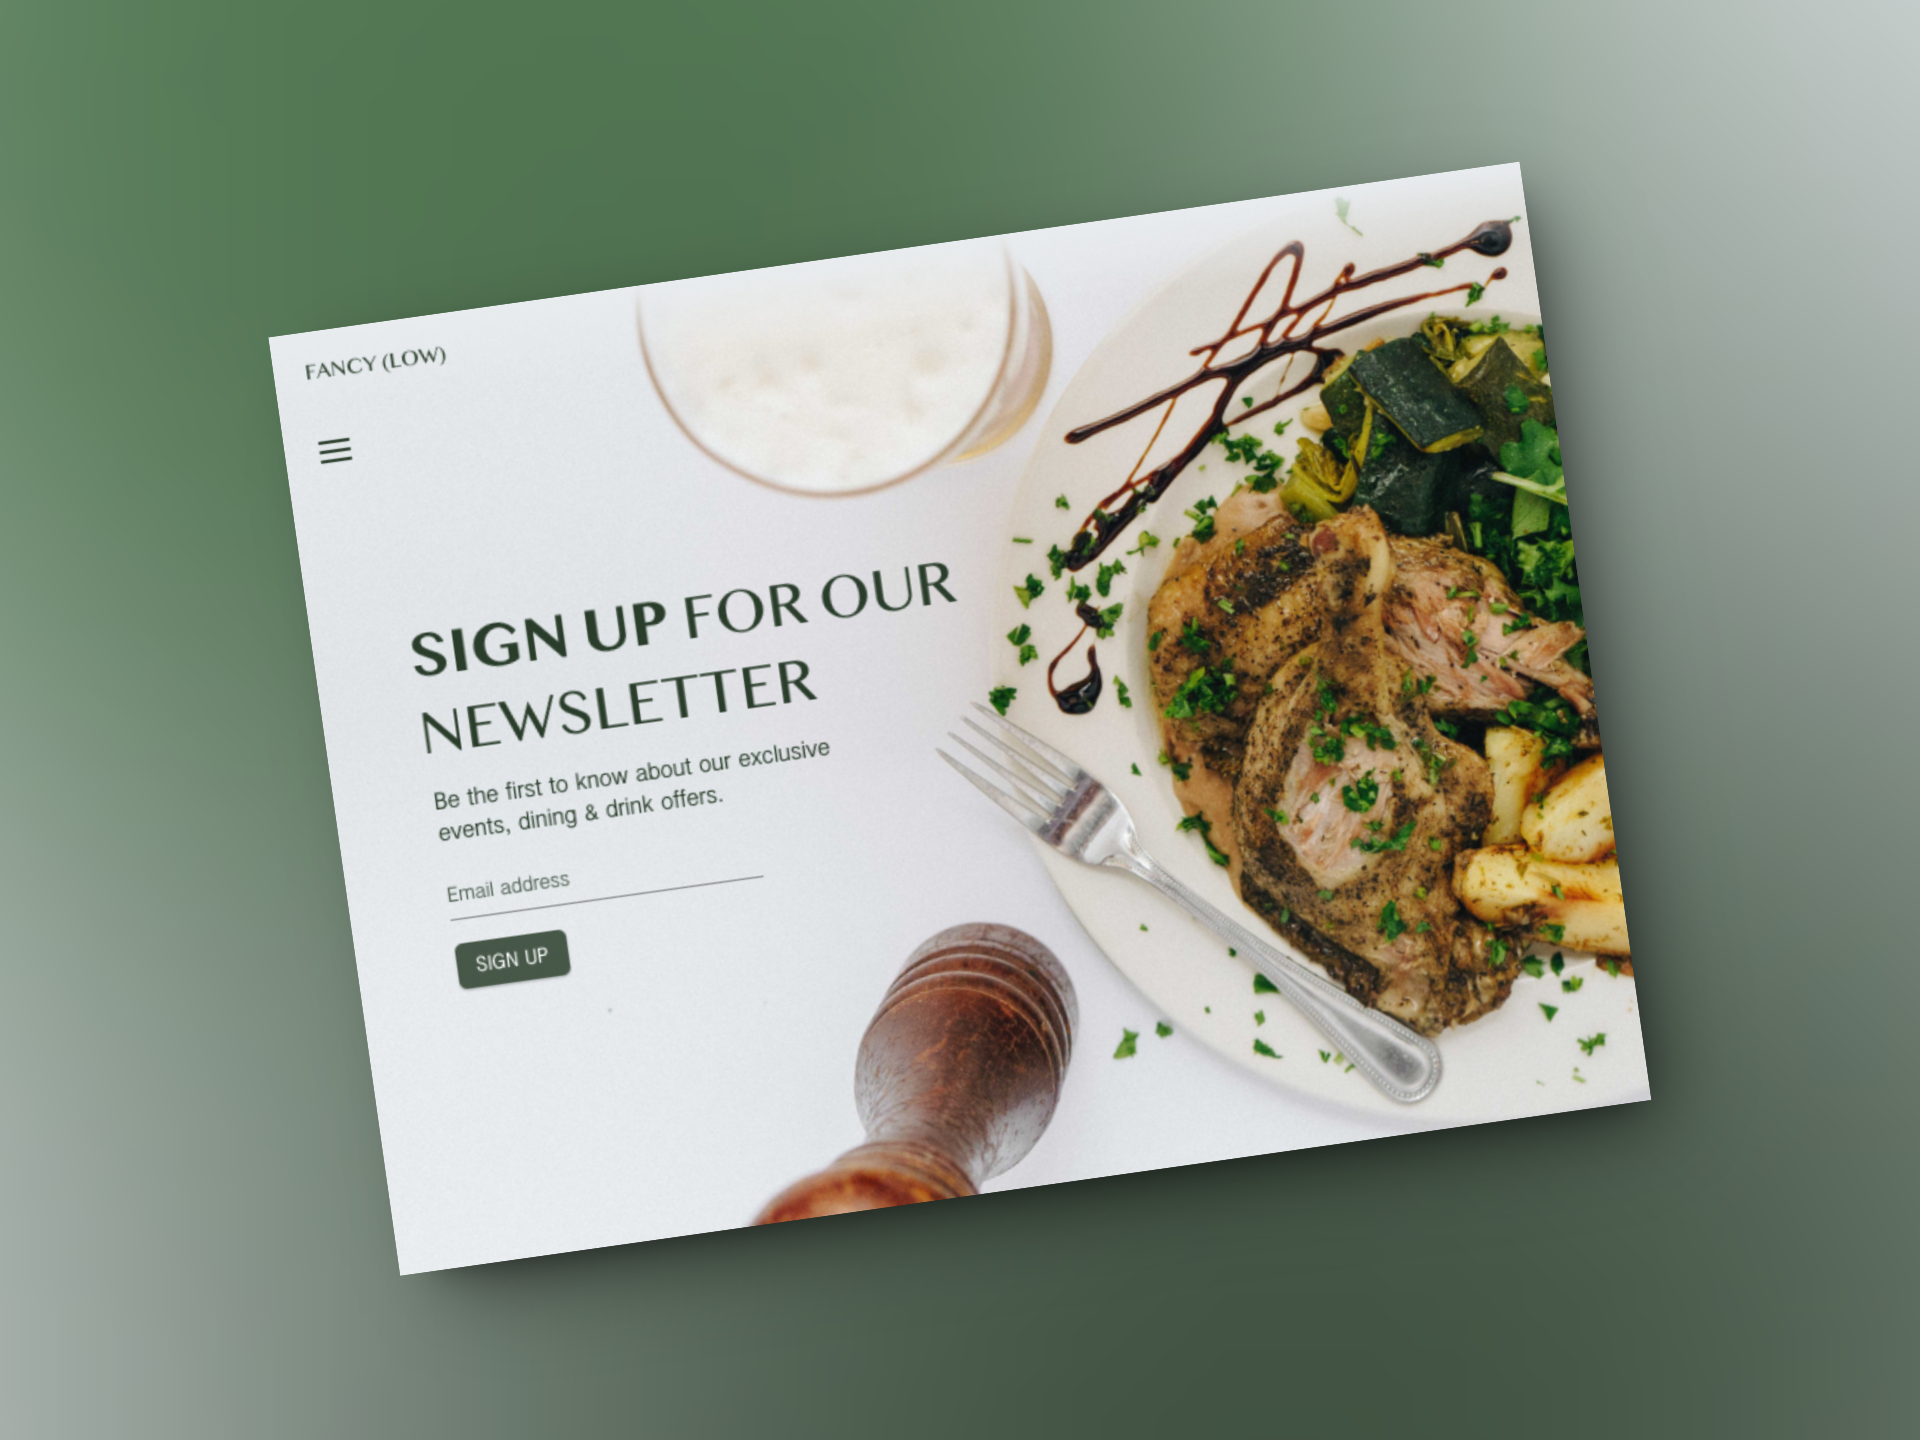 FANCY (LOW)
SIGN UP FOR OUR
NEWSLETTER
Be the first to know about our exclusive
events, dining & drink offers.
Email address
SIGN UP